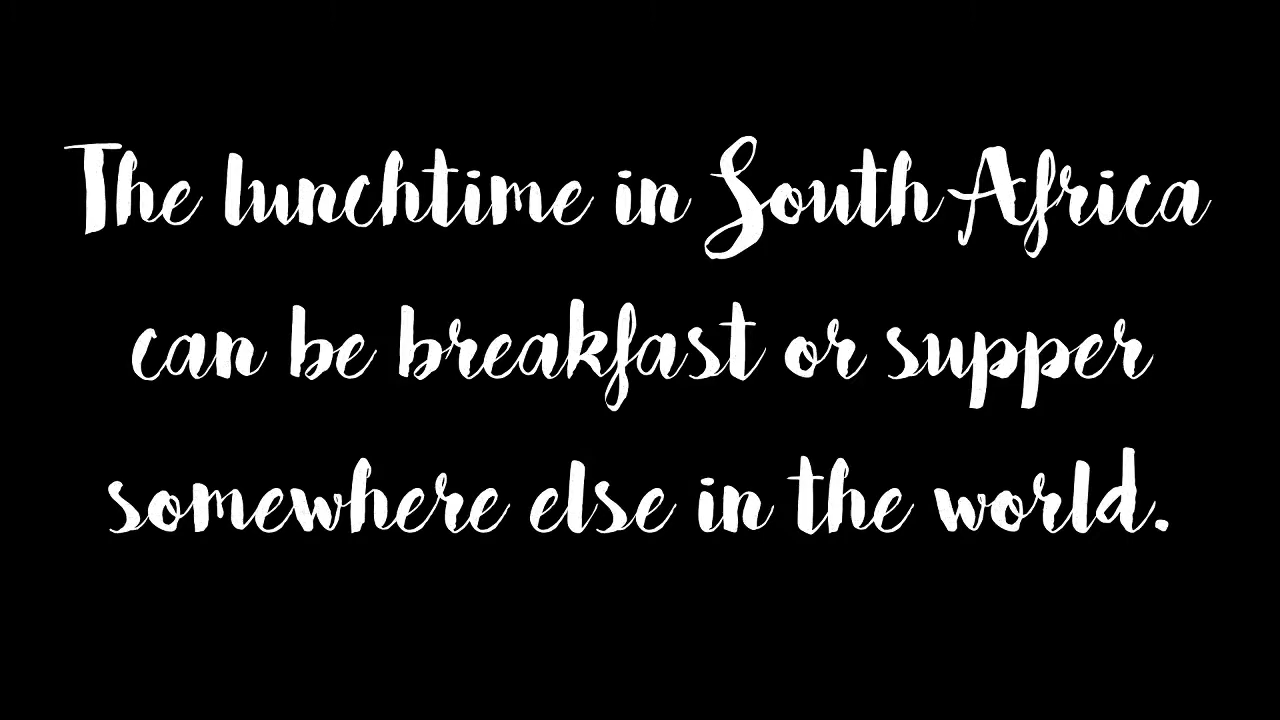 The lunchtime in South Africa
can be breakfast or supper
somewhere else in the world.